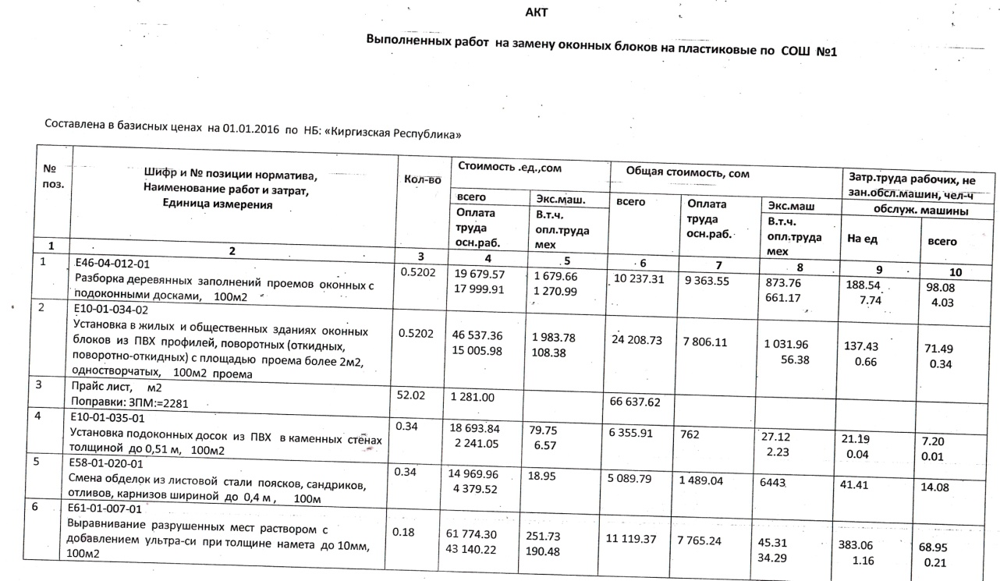 АКТ
Выполненных работ на замену оконных блоков на пластиковые по СОШ №1
Составлена в базисных ценах на 01.01.2016 по НБ: «Киргизская Республика»
№ поз. Шифр и № позиции норматива, Наименование работ и затрат, Единица измерения Кол-во Стоимость .ед.,сом Общая стоимость, сом Затр.труда рабочих, не зан.обсл.машин, чел-ч
всего Экс.маш. всего Оплата труда осн.раб. Экс.маш обслуж. машины
Оплата труда осн.раб. В.т.ч. опл.труда мех В.т.ч. опл.труда мех На ед всего
1 2 3 4 5 6 7 8 9 10
1 Е46-04-012-01
Разборка деревянных заполнений проемов оконных с 0.5202 19 679.57 1 679.66 10 237.31 9 363.55 873.76 188.54 98.08
подоконными досками, 100м2 17 999.91 1 270.99 661.17 7.74 4.03
2 Е10-01-034-02
Установка в жилых и общественных зданиях оконных
блоков из ПВХ профилей, поворотных (откидных, 0.5202 46 537.36 1 983.78 24 208.73 7 806.11 1 031.96 137.43 71.49
поворотно-откидных) с площадью проема более 2м2, 15 005.98 108.38 56.38 0.66 0.34
одностворчатых, 100м2 проема
3 Прайс лист, м2 52.02 1 281.00 66 637.62
Поправки: ЗПМ:=2281
4 Е10-01-035-01
Установка подоконных досок из ПВХ в каменных стенах 0.34 18 693.84 79.75 6 355.91 762 27.12 21.19 7.20
толщиной до 0,51 м, 100м2 2 241.05 6.57 2.23 0.04 0.01
5 Е58-01-020-01
Смена обделок из листовой стали поясков, сандриков, 0.34 14 969.96 18.95 5 089.79 1 489.04 6443 41.41 14.08
отливов, карнизов шириной до 0,4 м , 100м 4 379.52
6 Е61-01-007-01
Выравнивание разрушенных мест раствором с 0.18 61 774.30 251.73 11 119.37 7 765.24 45.31 383.06 68.95
добавлением ультра-си при толщине намета до 10мм, 43 140.22 190.48 34.29 1.16 0.21
100м2